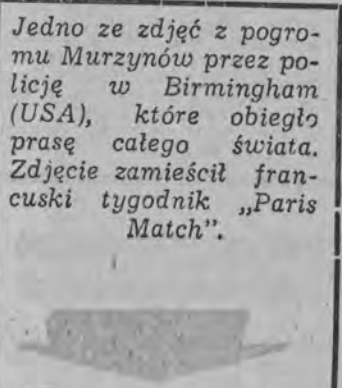 Jedno ze zdjęć z pogro-
mu Murzynów przez po-
licję w Birmingham
(USA), które obiegło
prasę całego świata.
Zdjęcie zamieścił fran-
cuski tygodnik „Paris
Match”.